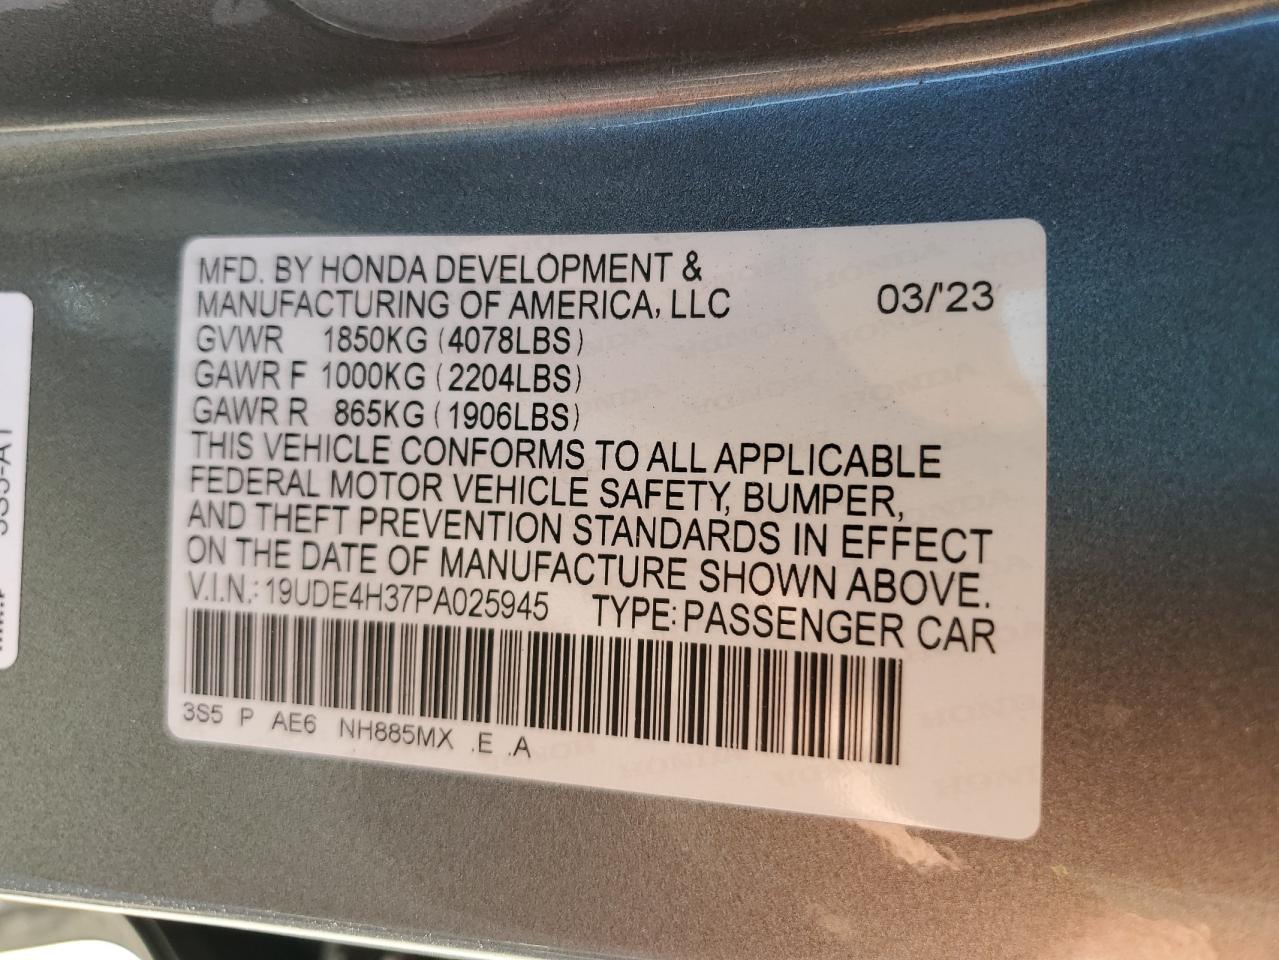 MFD. BY HONDA DEVELOPMENT &
MANUFACTURING OF AMERICA, LLC 03/'23
GVWR 1850KG (4078LBS)
GAWR F 1000KG (2204LBS)
GAWR R 865KG (1906LBS)
THIS VEHICLE CONFORMS TO ALL APPLICABLE
FEDERAL MOTOR VEHICLE SAFETY, BUMPER,
AND THEFT PREVENTION STANDARDS IN EFFECT
ON THE DATE OF MANUFACTURE SHOWN ABOVE.
V.I.N.: 19UDE4H37PA025945 TYPE: PASSENGER CAR
3S5 P AE6 NH885MX .E .A